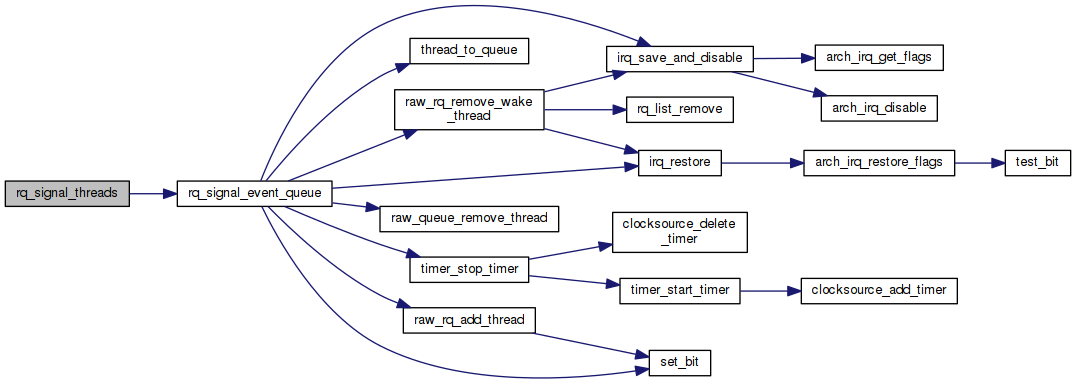 rq_signal_threads
rq_signal_event_queue
thread_to_queue
raw_rq_remove_wake
_thread
raw_queue_remove_thread
timer_stop_timer
raw_rq_add_thread
irq_save_and_disable
rq_list_remove
irq_restore
clocksource_delete
_timer
timer_start_timer
set_bit
arch_irq_get_flags
arch_irq_disable
arch_irq_restore_flags
clocksource_add_timer
test_bit